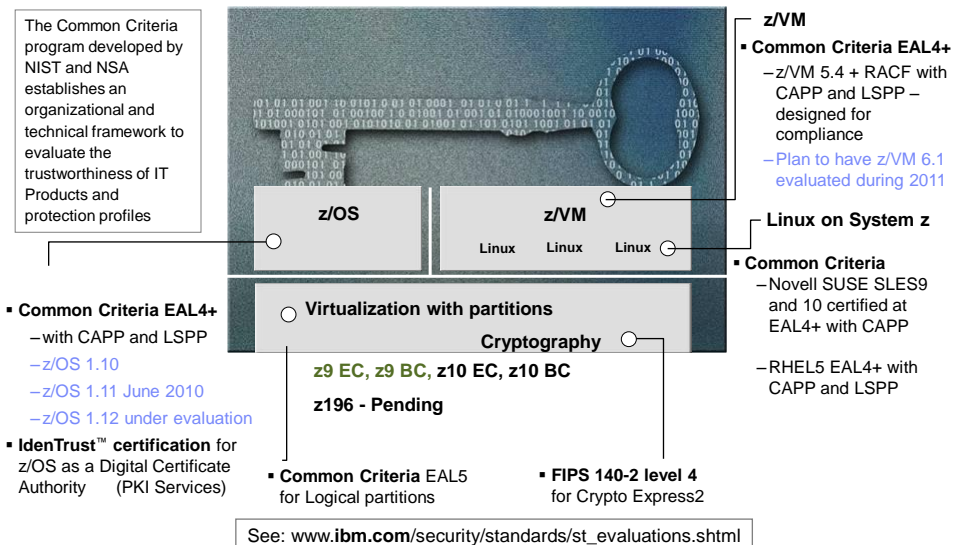 The Common Criteria
program developed by
NIST and NSA
establishes an
organizational and
technical framework to
evaluate the
trustworthiness of IT
Products and
protection profiles
z/VM
▪ Common Criteria EAL4+
–z/VM 5.4 + RACF with
CAPP and LSPP –
designed for
compliance
–Plan to have z/VM 6.1
evaluated during 2011
z/OS
z/VM
Linux Linux Linux
Linux on System z
▪ Common Criteria
–Novell SUSE SLES9
and 10 certified at
EAL4+ with CAPP
–RHEL5 EAL4+ with
CAPP and LSPP
Virtualization with partitions
Cryptography
z9 EC, z9 BC, z10 EC, z10 BC
z196 - Pending
▪ Common Criteria EAL4+
–with CAPP and LSPP
–z/OS 1.10
–z/OS 1.11 June 2010
–z/OS 1.12 under evaluation
▪ IdenTrust™ certification for
z/OS as a Digital Certificate
Authority (PKI Services)
▪ Common Criteria EAL5
for Logical partitions
▪ FIPS 140-2 level 4
for Crypto Express2
See: www.ibm.com/security/standards/st_evaluations.shtml